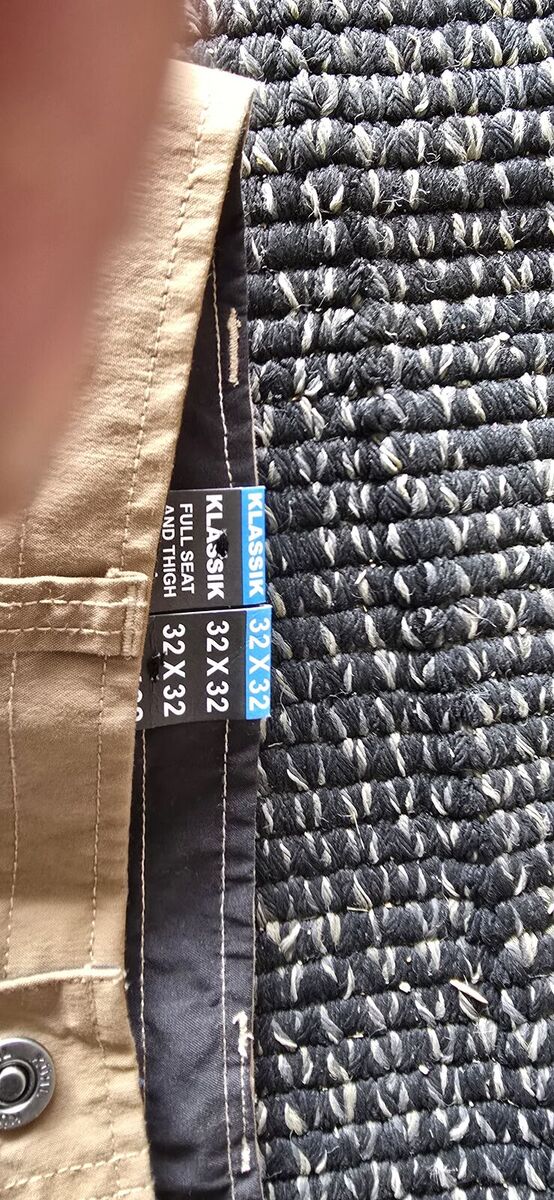 KLASSIK
KLASSIK
FULL SEAT
AND THIGH
32 X 32
32 X 32
32 X 32